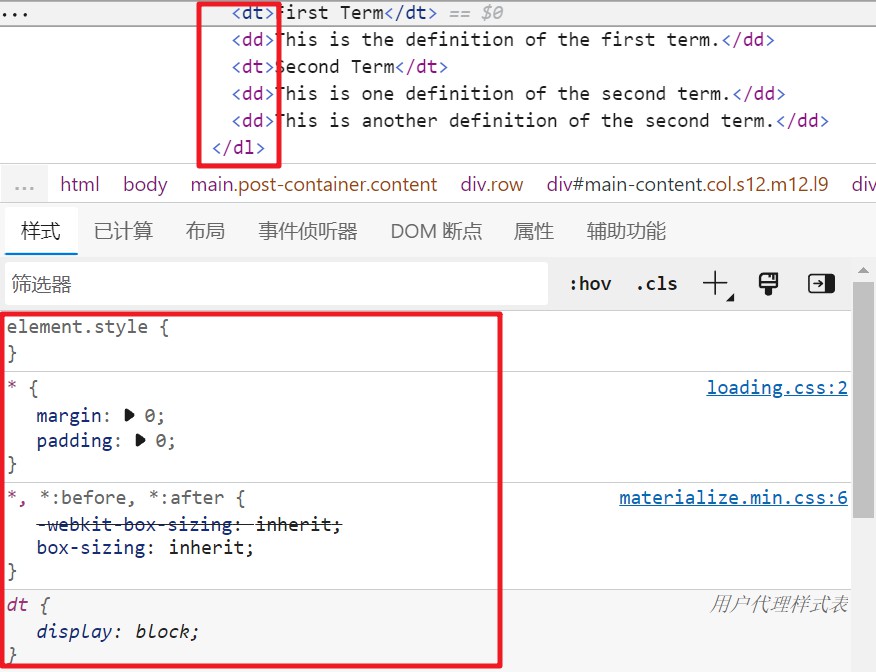 ...
<dt>First Term</dt> == $0
<dd>This is the definition of the first term.</dd>
<dt>Second Term</dt>
<dd>This is one definition of the second term.</dd>
<dd>This is another definition of the second term.</dd>
</dl>
... html body main.post-container.content div.row div#main-content.col.s12.m12.l9 div
样式 已计算 布局 事件侦听器 DOM 断点 属性 辅助功能
筛选器 :hov .cls
element.style {
}
* { loading.css:2
margin: 0;
padding: 0;
}
*, *:before, *:after { materialize.min.css:6
-webkit-box-sizing: inherit;
box-sizing: inherit;
}
dt { 用户代理样式表
display: block;
}